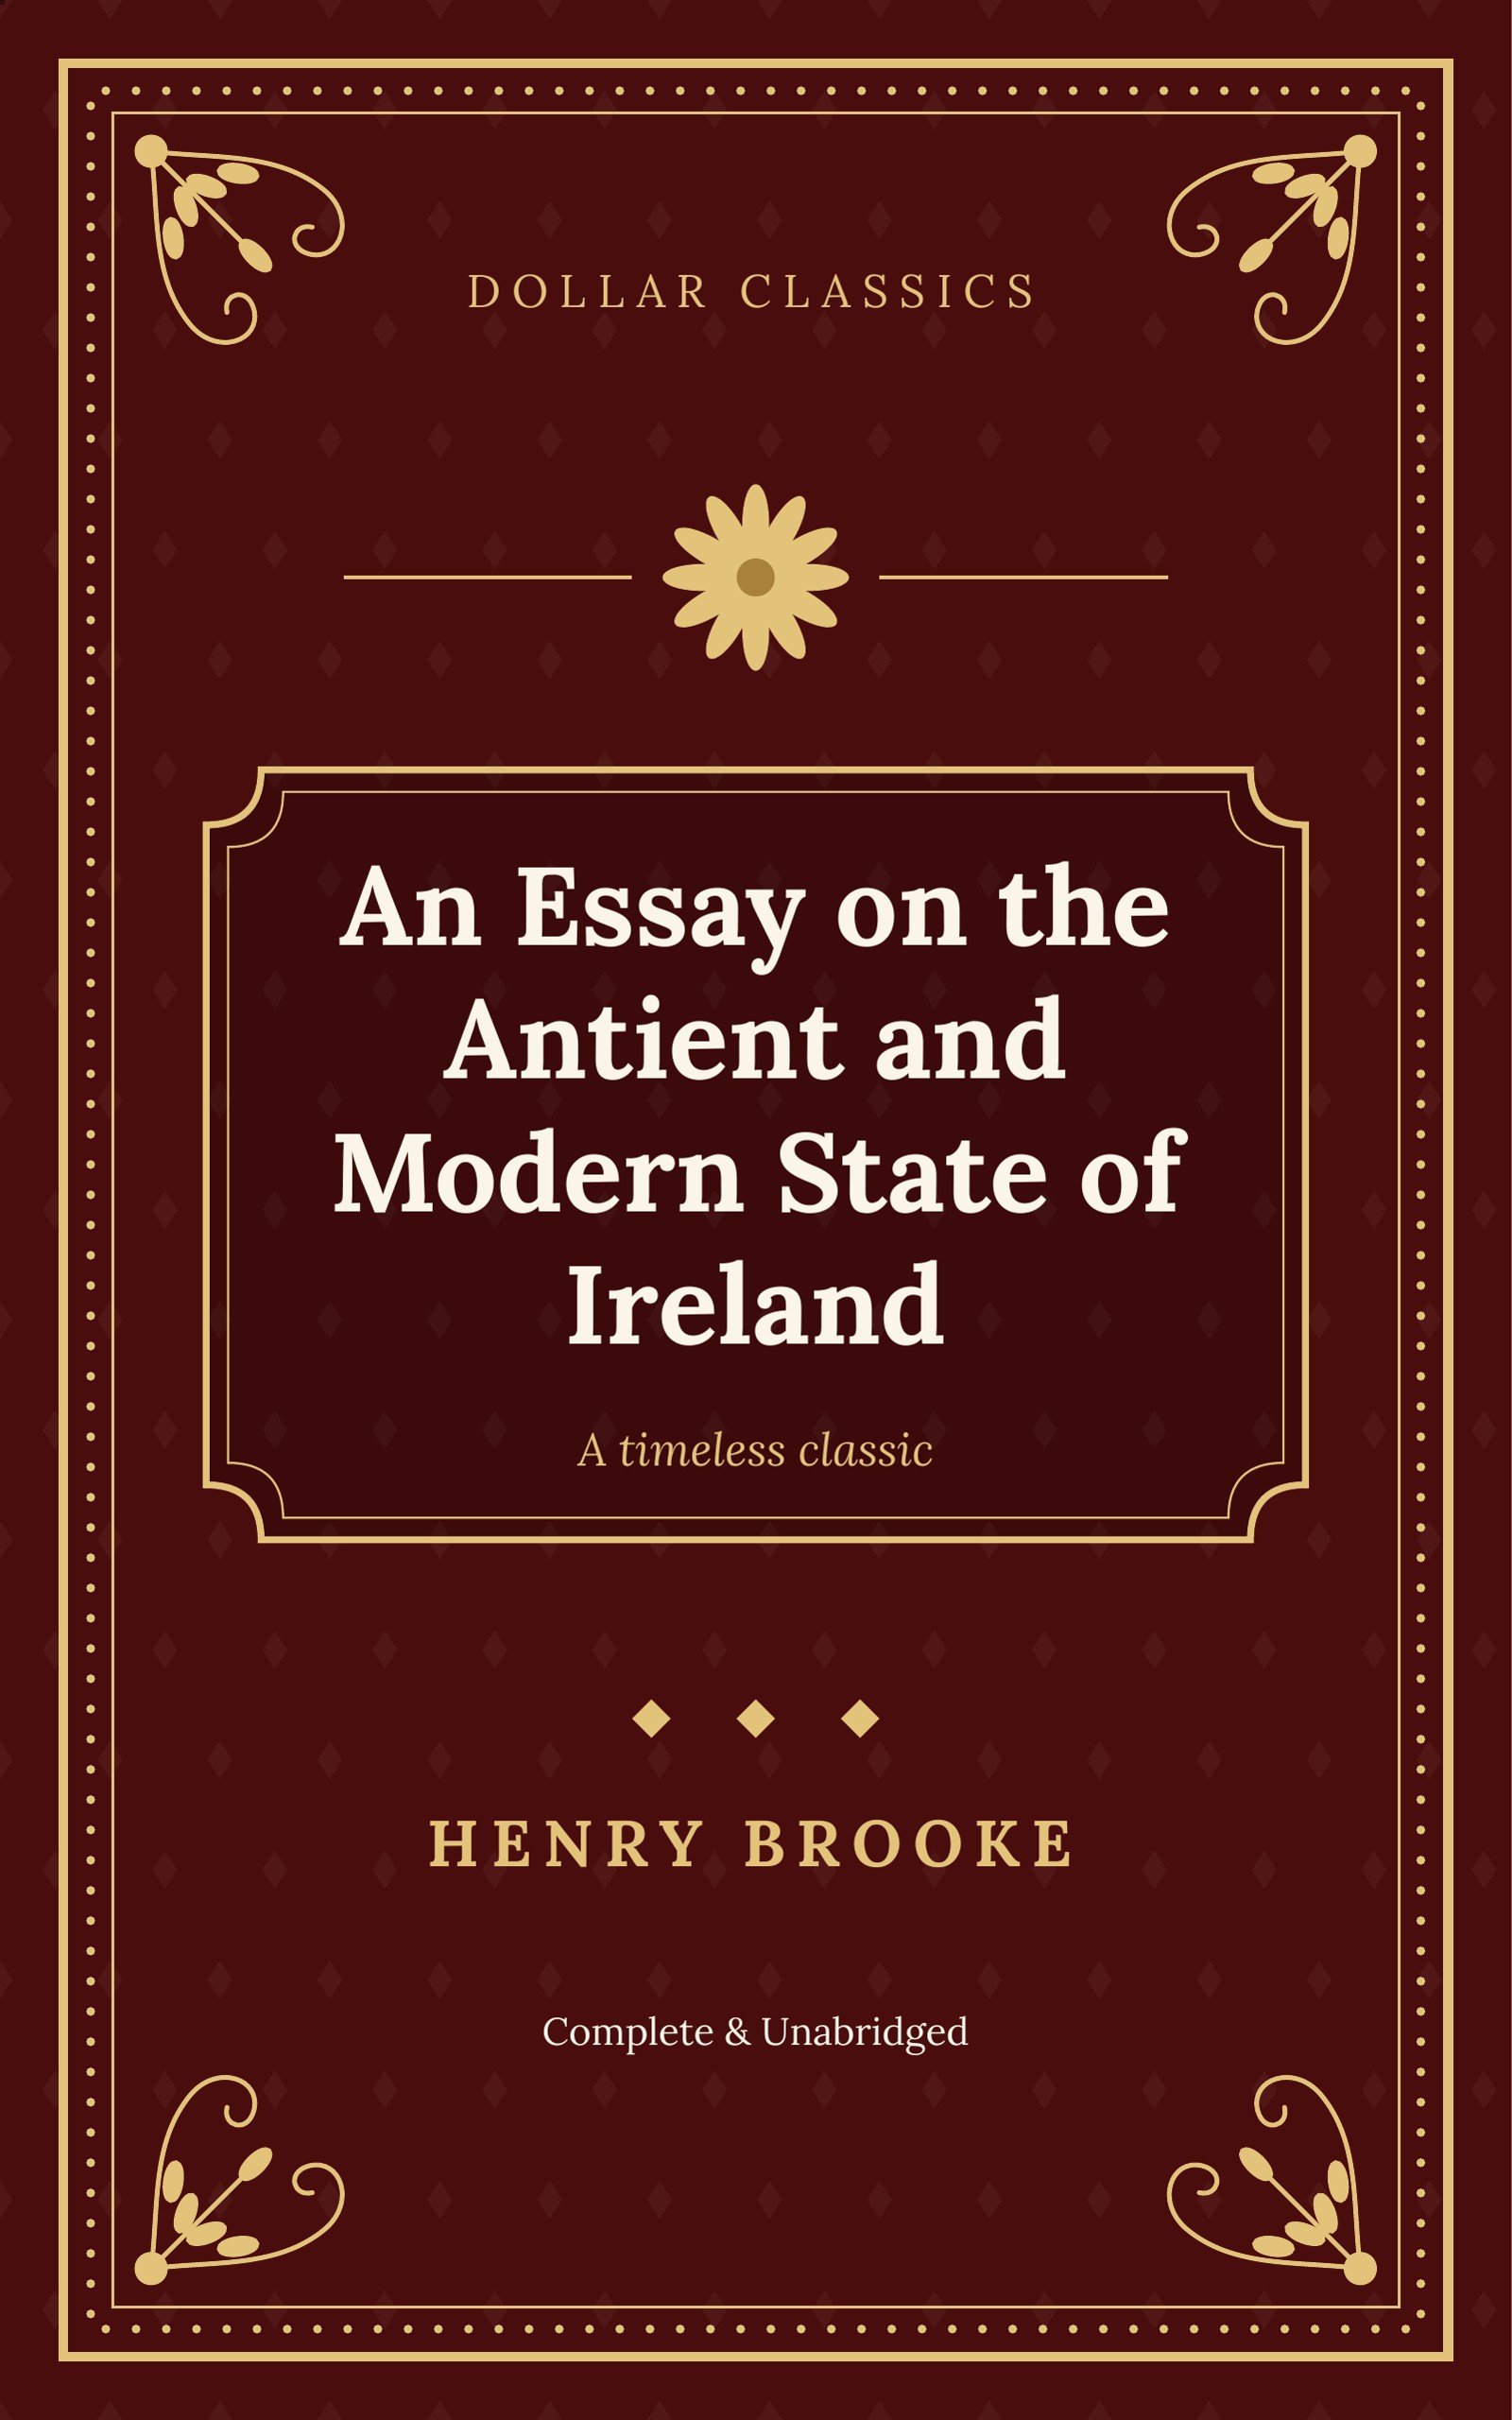 DOLLAR CLASSICS
An Essay on the
Antient and
Modern State of
Ireland
A timeless classic
HENRY BROOKE
Complete & Unabridged